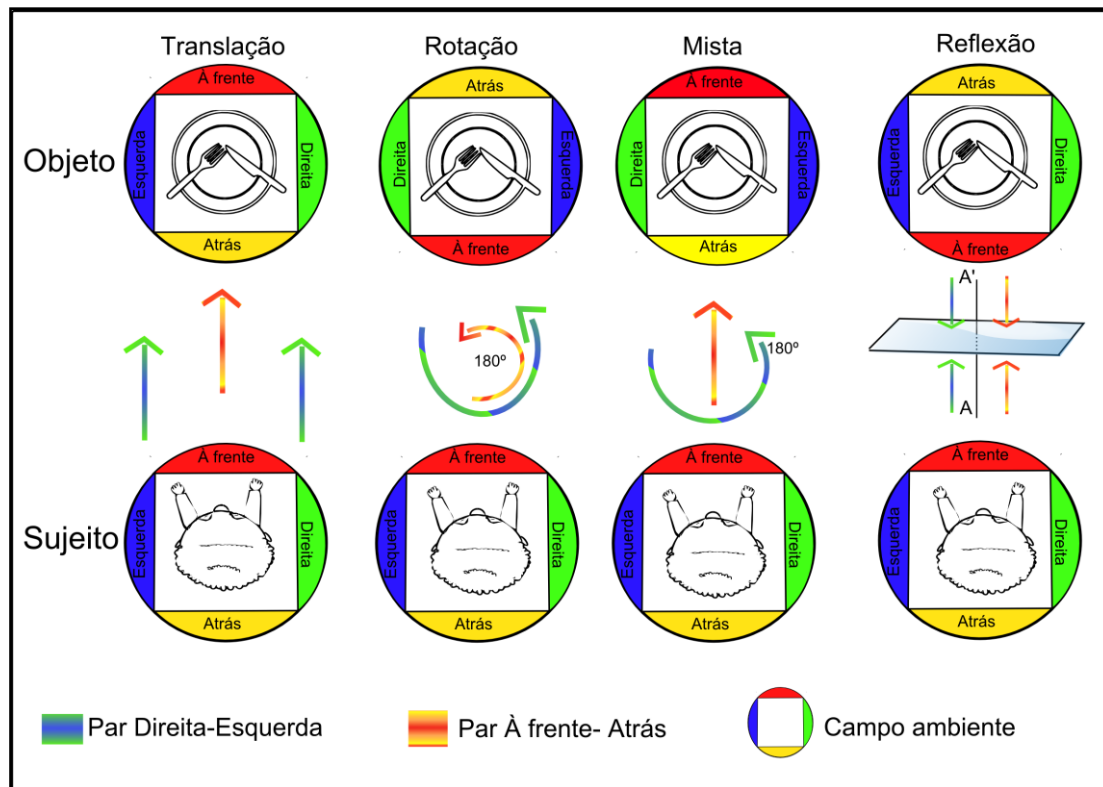 Translação
Rotação
Mista
Reflexão
Objeto
À frente
Esquerda
Direita
Atrás
Atrás
Direita
Esquerda
À frente
À frente
Direita
Esquerda
Atrás
Atrás
Esquerda
Direita
À frente
180º
180º
A'
A
Sujeito
À frente
Esquerda
Direita
Atrás
À frente
Esquerda
Direita
Atrás
À frente
Esquerda
Direita
Atrás
À frente
Esquerda
Direita
Atrás
Par Direita-Esquerda
Par À frente- Atrás
Campo ambiente